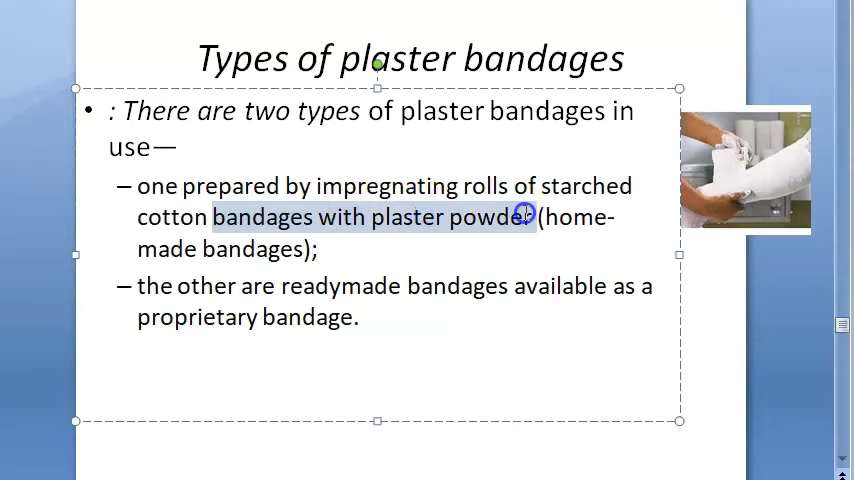 Types of plaster bandages
• : There are two types of plaster bandages in
use—
– one prepared by impregnating rolls of starched
cotton bandages with plaster powder (home-
made bandages);
– the other are readymade bandages available as a
proprietary bandage.